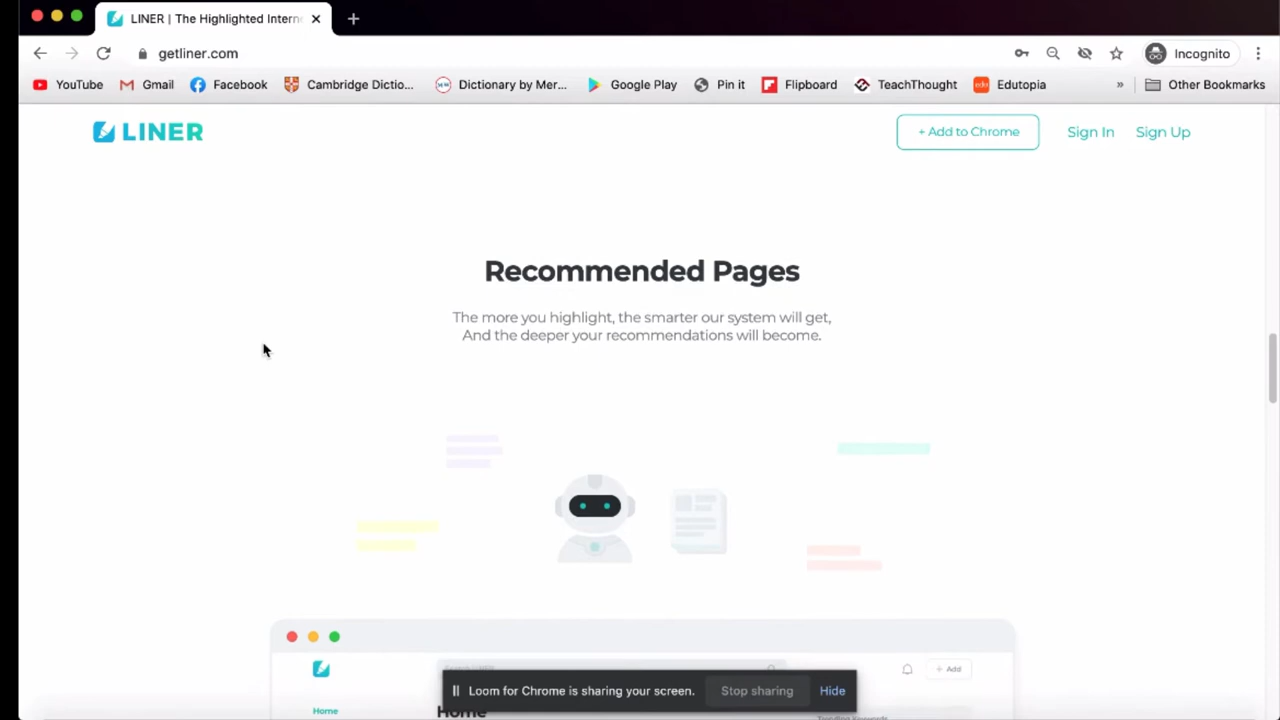 LINER | The Highlighted Intern
getliner.com
Incognito
YouTube
Gmail
Facebook
Cambridge Dictio...
Dictionary by Mer...
Google Play
Pin it
Flipboard
TeachThought
Edutopia
»
Other Bookmarks
LINER
+ Add to Chrome
Sign In
Sign Up
Recommended Pages
The more you highlight, the smarter our system will get,
And the deeper your recommendations will become.
+ Add
Loom for Chrome is sharing your screen.
Stop sharing
Hide
Home
Home